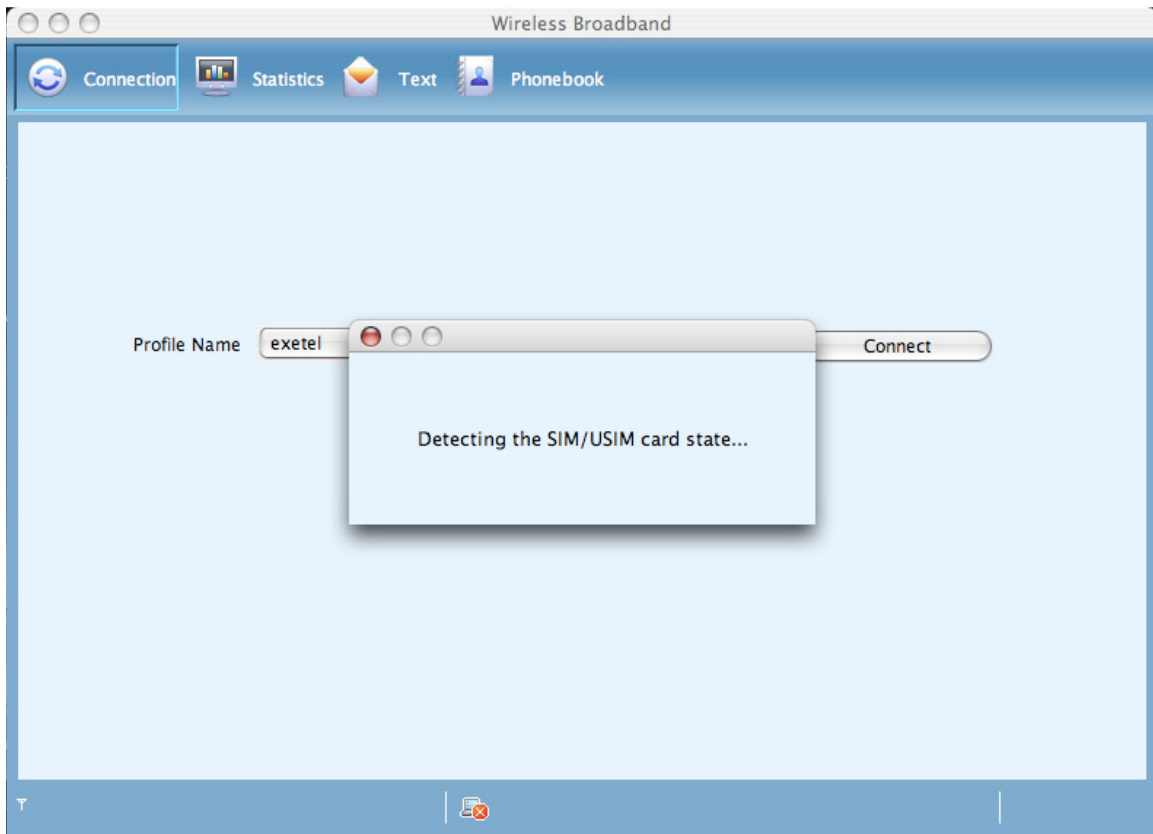 Wireless Broadband
Connection Statistics Text Phonebook
Profile Name exetel Connect
Detecting the SIM/USIM card state...